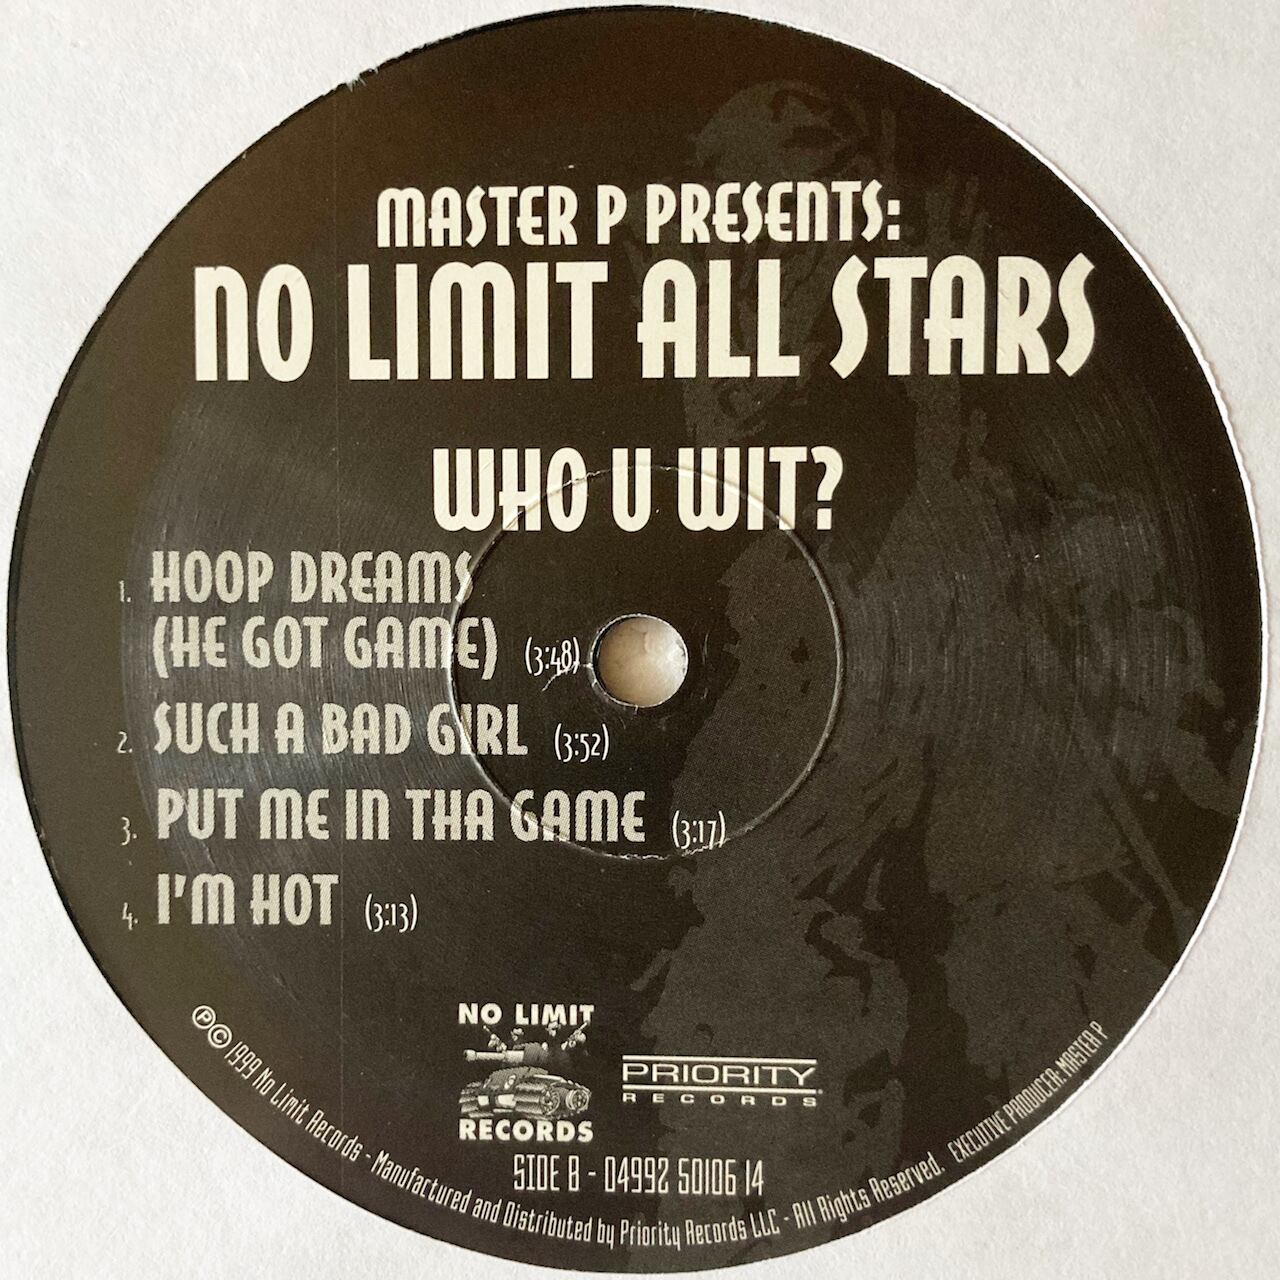 MASTER P PRESENTS:
NO LIMIT ALL STARS
WHO U WIT?
1. HOOP DREAMS
(HE GOT GAME) (3:48)
2. SUCH A BAD GIRL (3:52)
3. PUT ME IN THA GAME (3:17)
4. I'M HOT (3:13)
NO LIMIT
RECORDS
PRIORITY
RECORDS
SIDE B - 04992 50106 14
℗© 1999 No Limit Records - Manufactured and Distributed by Priority Records LLC - All Rights Reserved. EXECUTIVE PRODUCER: MASTER P